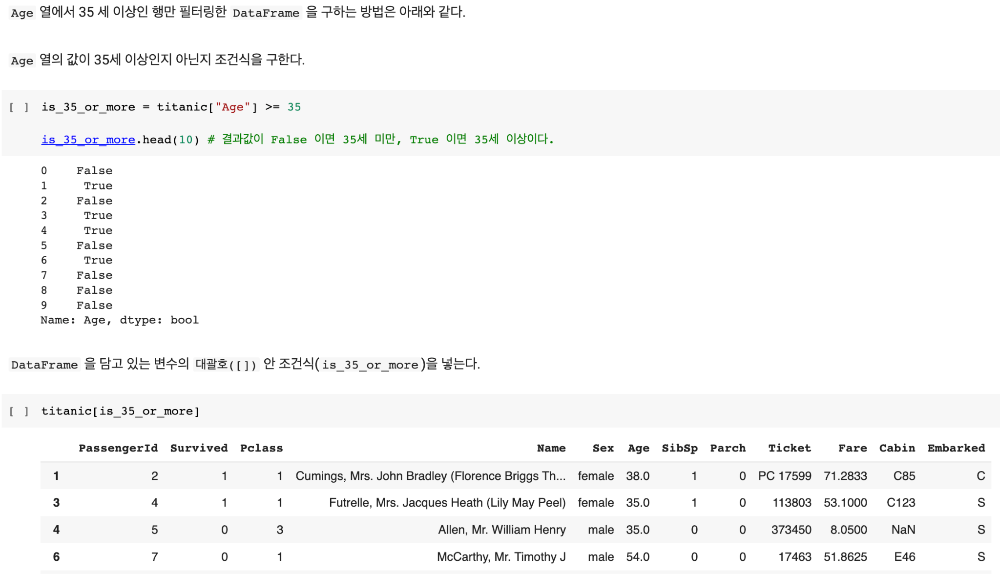 Age 열에서 35 세 이상인 행만 필터링한 DataFrame 을 구하는 방법은 아래와 같다.
Age 열의 값이 35세 이상인지 아닌지 조건식을 구한다.
[ ] is_35_or_more = titanic["Age"] >= 35
is_35_or_more.head(10) # 결과값이 False 이면 35세 미만, True 이면 35세 이상이다.
0 False
1 True
2 False
3 True
4 True
5 False
6 True
7 False
8 False
9 False
Name: Age, dtype: bool
DataFrame 을 담고 있는 변수의 대괄호([]) 안 조건식(is_35_or_more)을 넣는다.
[ ] titanic[is_35_or_more]
PassengerId Survived Pclass Name Sex Age SibSp Parch Ticket Fare Cabin Embarked
1 2 1 1 Cumings, Mrs. John Bradley (Florence Briggs Th... female 38.0 1 0 PC 17599 71.2833 C85 C
3 4 1 1 Futrelle, Mrs. Jacques Heath (Lily May Peel) female 35.0 1 0 113803 53.1000 C123 S
4 5 0 3 Allen, Mr. William Henry male 35.0 0 0 373450 8.0500 NaN S
6 7 0 1 McCarthy, Mr. Timothy J male 54.0 0 0 17463 51.8625 E46 S